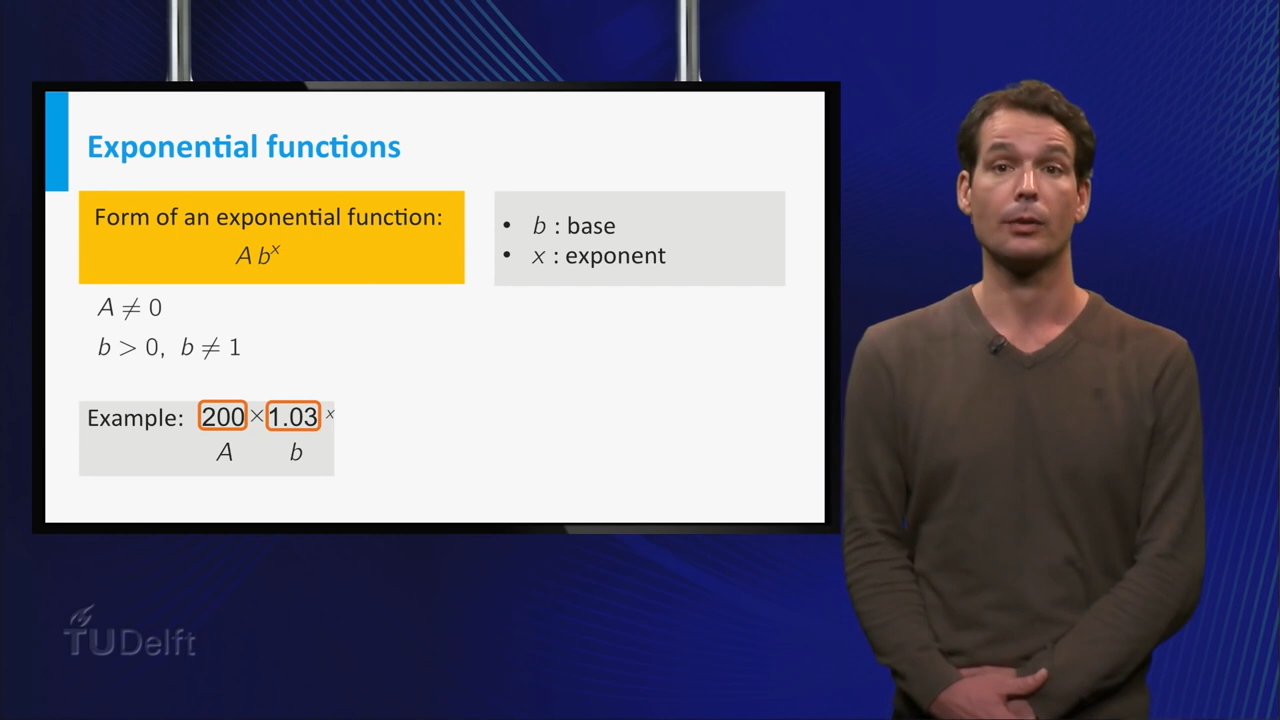 Exponential functions
Form of an exponential function:
A b^x
• b : base
• x : exponent
A ≠ 0
b > 0, b ≠ 1
Example: 200 × 1.03 ^x
A b
TUDelft